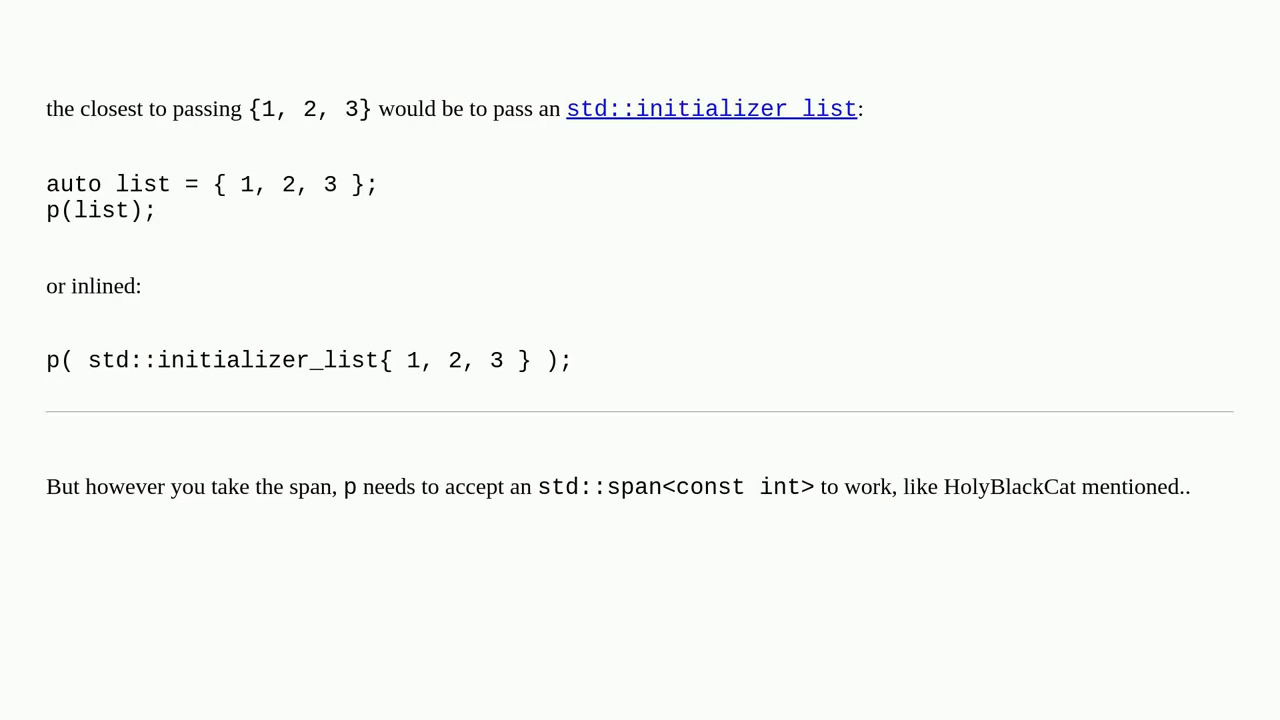 the closest to passing {1, 2, 3} would be to pass an std::initializer_list:
auto list = { 1, 2, 3 };
p(list);
or inlined:
p( std::initializer_list{ 1, 2, 3 } );
But however you take the span, p needs to accept an std::span<const int> to work, like HolyBlackCat mentioned..